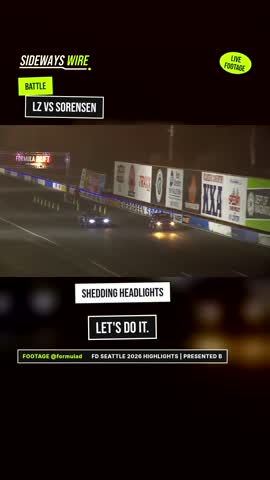 SIDEWAYS WIRE.
LIVE
FOOTAGE
BATTLE
LZ VS SORENSEN
FORMULA DRIFT
XXX
SHEDDING HEADLIGHTS
LET'S DO IT.
FOOTAGE @formulad FD SEATTLE 2026 HIGHLIGHTS | PRESENTED B